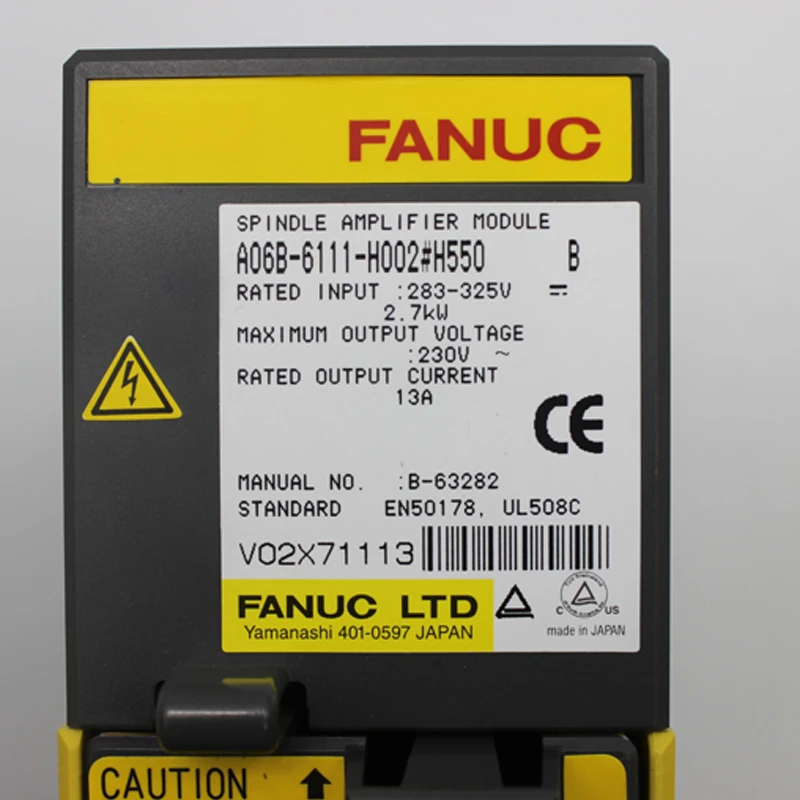 FANUC
SPINDLE AMPLIFIER MODULE
A06B-6111-H002#H550 B
RATED INPUT :283-325V ⎓
2.7kW
MAXIMUM OUTPUT VOLTAGE
:230V ~
RATED OUTPUT CURRENT
13A
CE
MANUAL NO. :B-63282
STANDARD EN50178, UL508C
V02X71113
FANUC LTD
Yamanashi 401-0597 JAPAN
C US
made in JAPAN
CAUTION